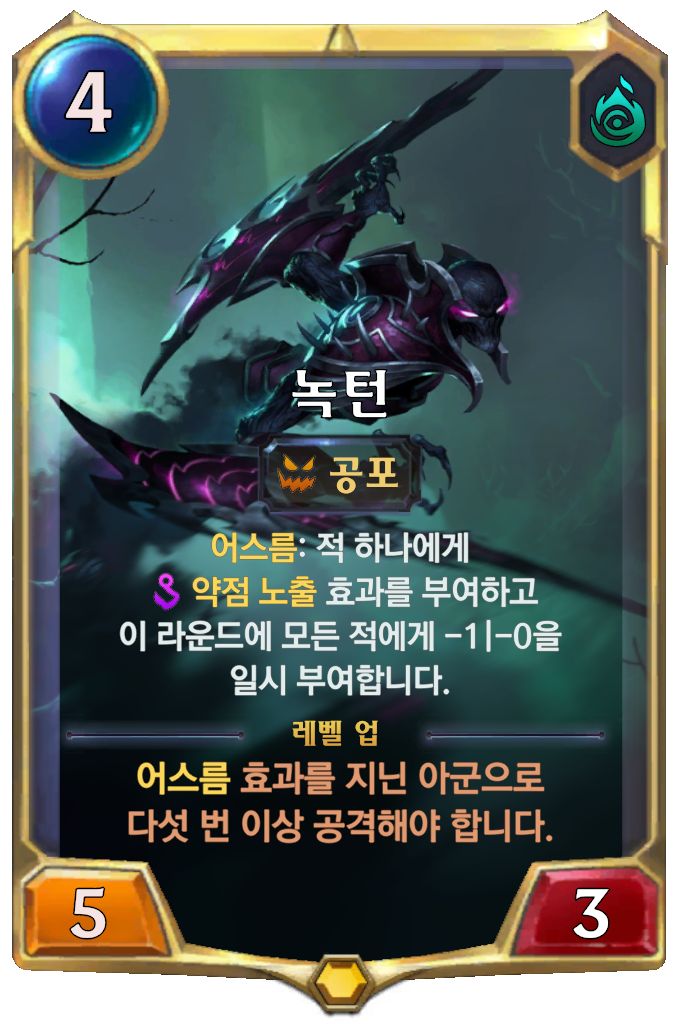 4
녹턴
공포
어스름: 적 하나에게
약점 노출 효과를 부여하고
이 라운드에 모든 적에게 -1|-0을
일시 부여합니다.
레벨 업
어스름 효과를 지닌 아군으로
다섯 번 이상 공격해야 합니다.
5
3